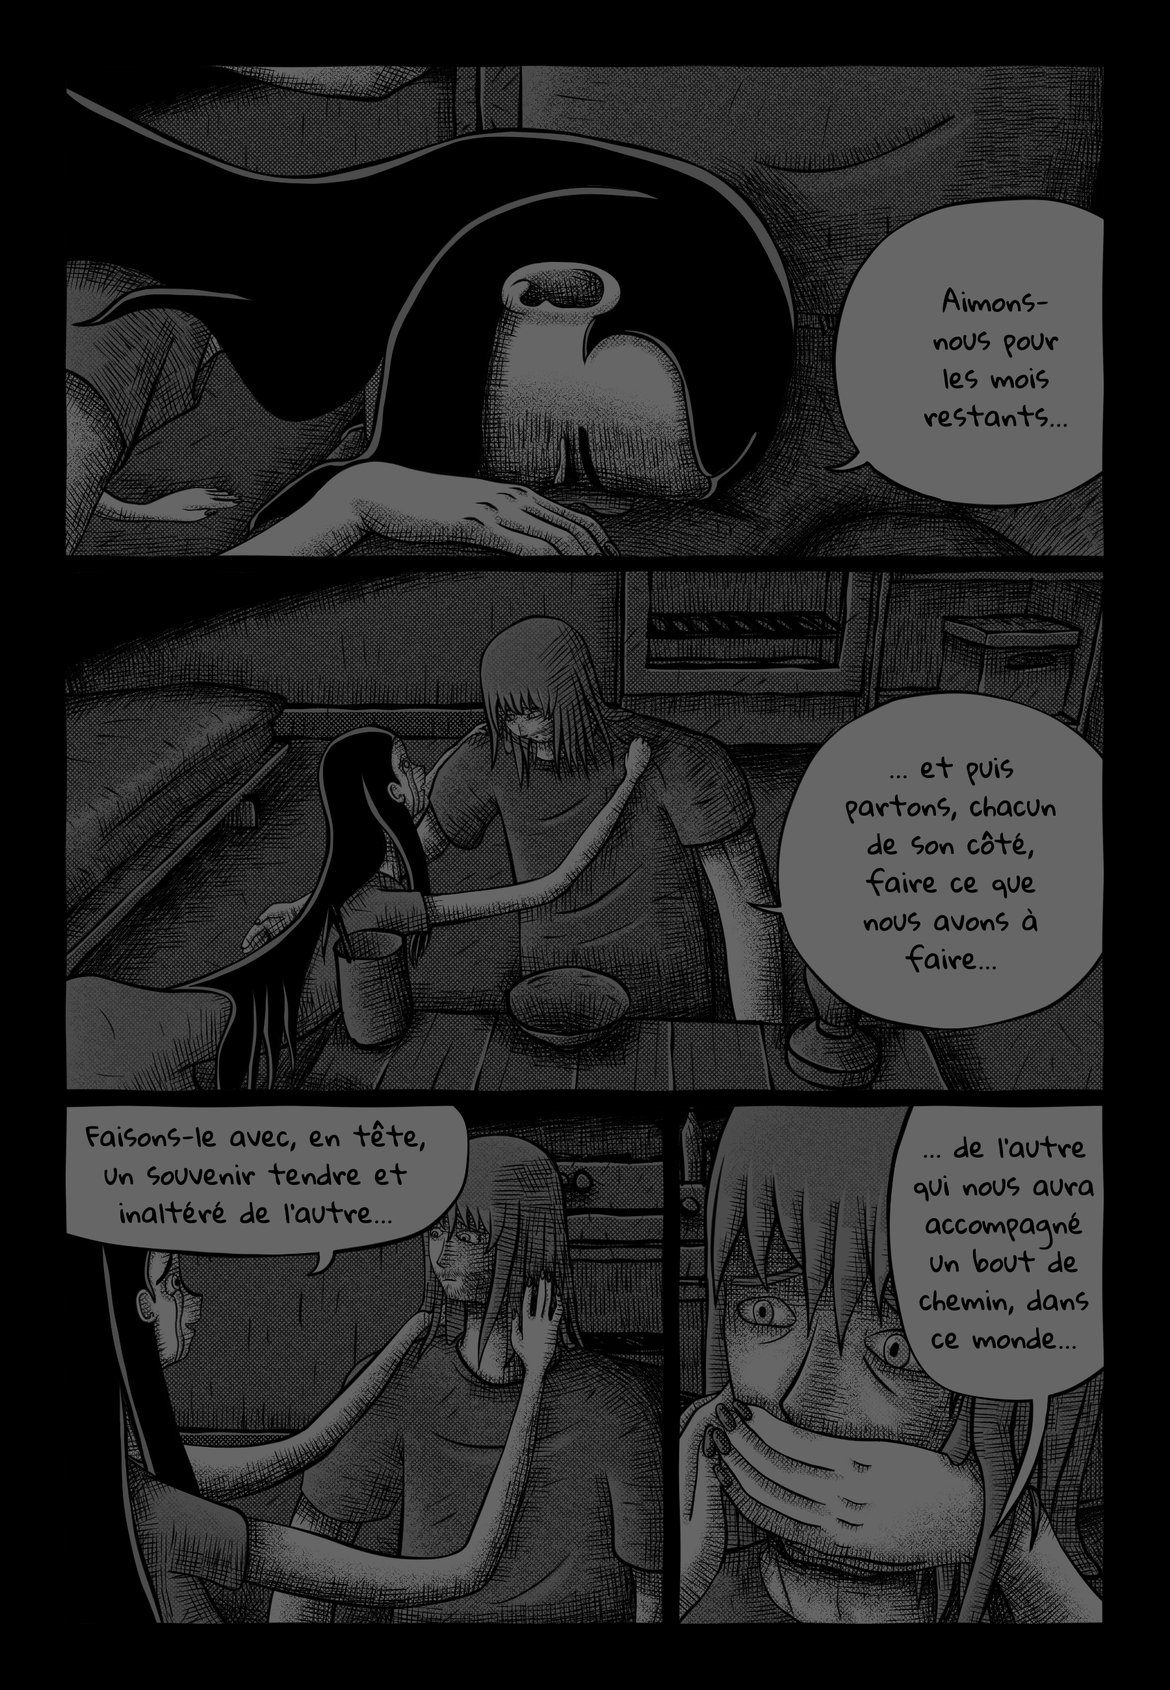 Aimons-
nous pour
les mois
restants...
... et puis
partons, chacun
de son côté,
faire ce que
nous avons à
faire...
Faisons-le avec, en tête,
un souvenir tendre et
inaltéré de l'autre...
... de l'autre
qui nous aura
accompagné
un bout de
chemin, dans
ce monde...